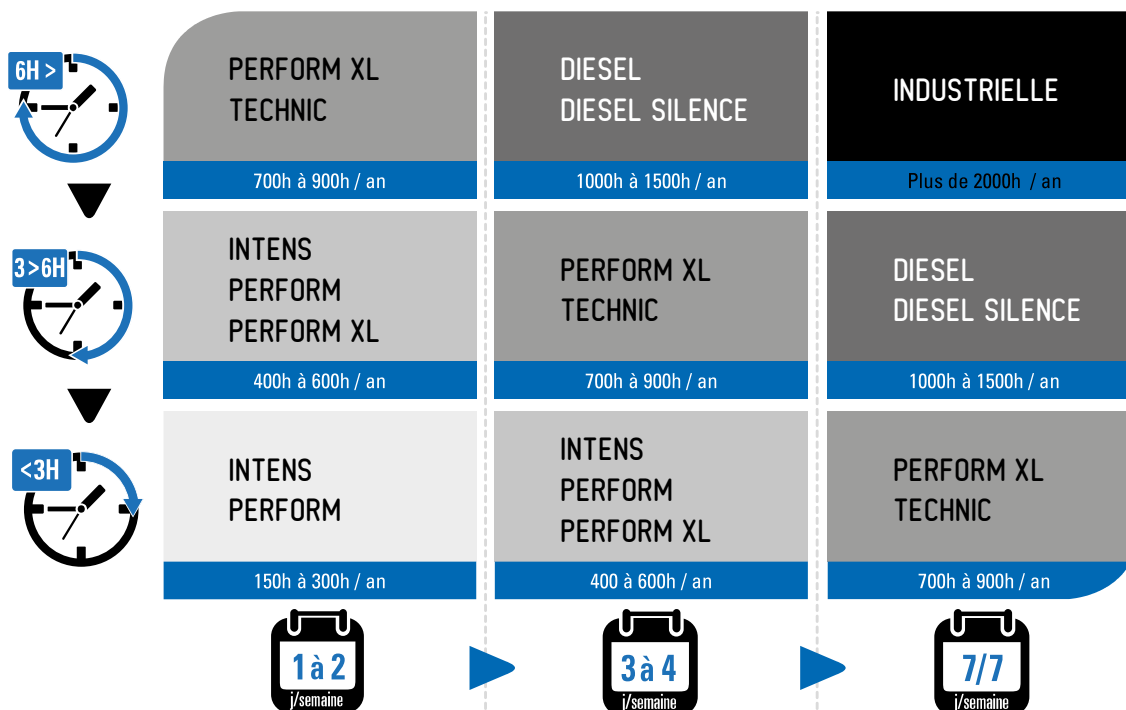 6H >
PERFORM XL
TECHNIC
700h à 900h / an
DIESEL
DIESEL SILENCE
1000h à 1500h / an
INDUSTRIELLE
Plus de 2000h / an
3>6H
INTENS
PERFORM
PERFORM XL
400h à 600h / an
PERFORM XL
TECHNIC
700h à 900h / an
DIESEL
DIESEL SILENCE
1000h à 1500h / an
<3H
INTENS
PERFORM
150h à 300h / an
INTENS
PERFORM
PERFORM XL
400 à 600h / an
PERFORM XL
TECHNIC
700h à 900h / an
1 à 2
j/semaine
3 à 4
j/semaine
7/7
j/semaine